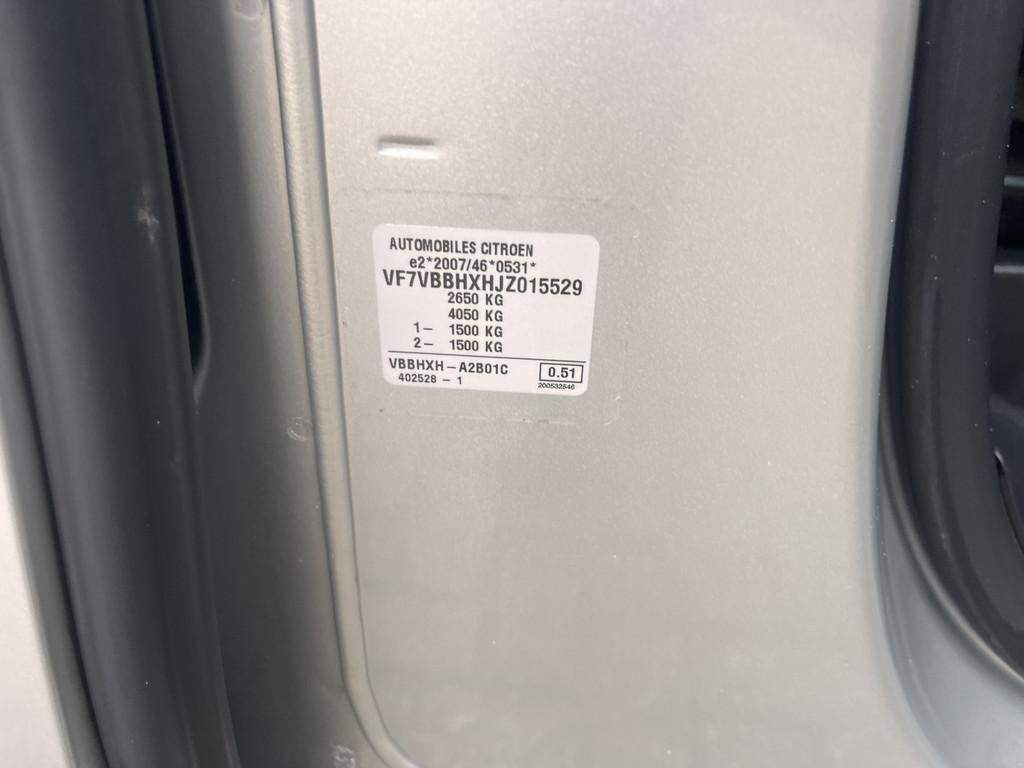 AUTOMOBILES CITROEN
e2*2007/46*0531*
VF7VBBHXHJZ015529
2650 KG
4050 KG
1– 1500 KG
2– 1500 KG
VBBHXH–A2B01C 0.51
402528 – 1 200532546